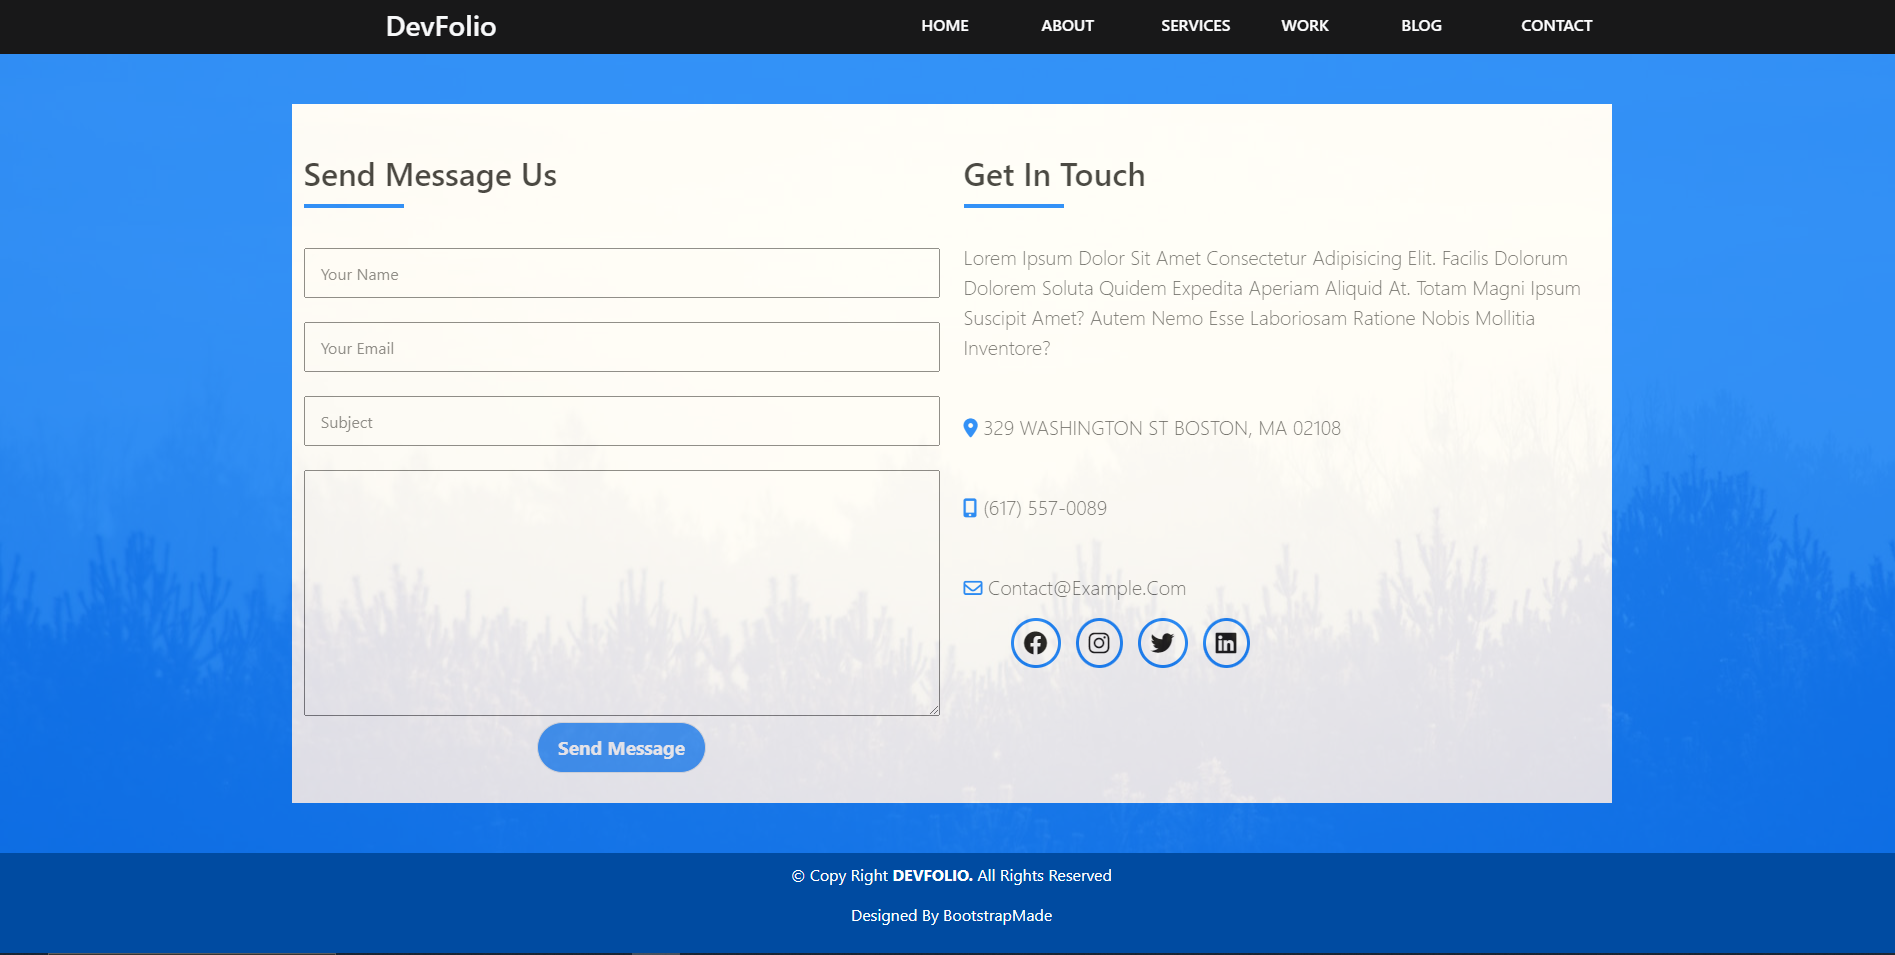 DevFolio
HOME ABOUT SERVICES WORK BLOG CONTACT
Send Message Us
Your Name
Your Email
Subject
Send Message
Get In Touch
Lorem Ipsum Dolor Sit Amet Consectetur Adipisicing Elit. Facilis Dolorum
Dolorem Soluta Quidem Expedita Aperiam Aliquid At. Totam Magni Ipsum
Suscipit Amet? Autem Nemo Esse Laboriosam Ratione Nobis Mollitia
Inventore?
329 WASHINGTON ST BOSTON, MA 02108
(617) 557-0089
Contact@Example.Com
© Copy Right DEVFOLIO. All Rights Reserved
Designed By BootstrapMade